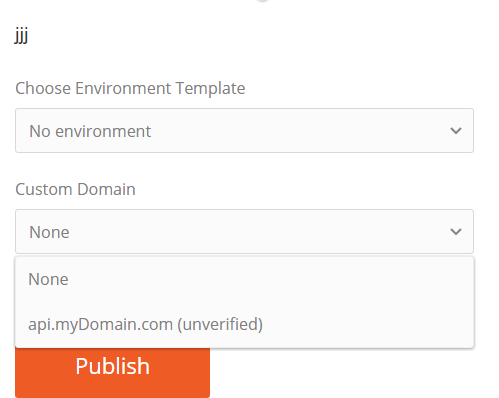 jjj
Choose Environment Template
No environment
Custom Domain
None
None
api.myDomain.com (unverified)
Publish